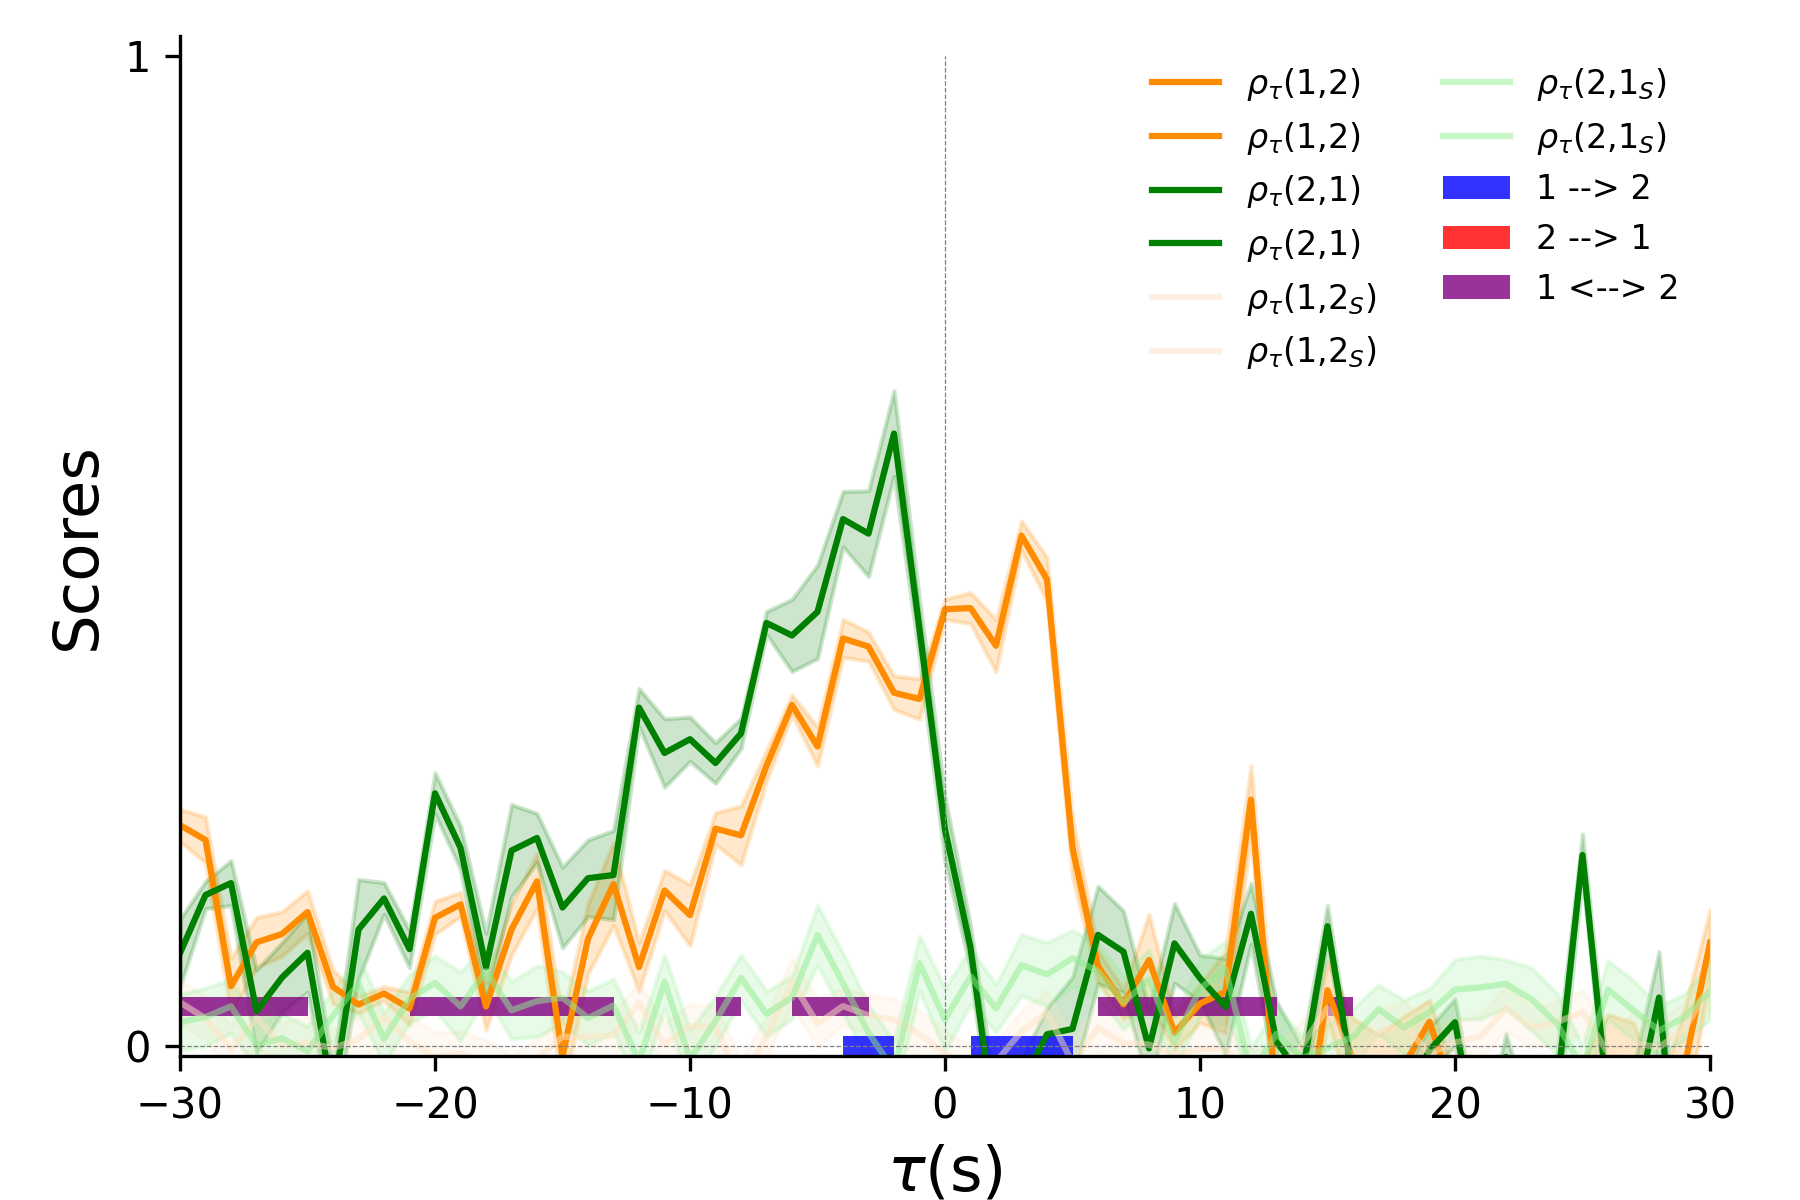 1
ρτ(1,2)
ρτ(1,2)
ρτ(2,1)
ρτ(2,1)
ρτ(1,2S)
ρτ(1,2S)
ρτ(2,1S)
ρτ(2,1S)
1 --> 2
2 --> 1
1 <--> 2
Scores
0
−30 −20 −10 0 10 20 30
τ(s)